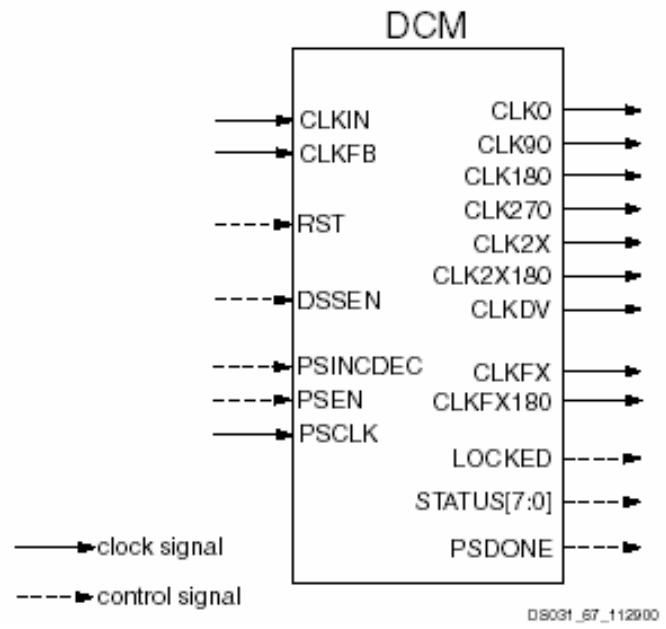 DCM
CLKIN
CLKFB
RST
DSSEN
PSINCDEC
PSEN
PSCLK
CLK0
CLK90
CLK180
CLK270
CLK2X
CLK2X180
CLKDV
CLKFX
CLKFX180
LOCKED
STATUS[7:0]
PSDONE
clock signal
control signal
DS031_67_112900